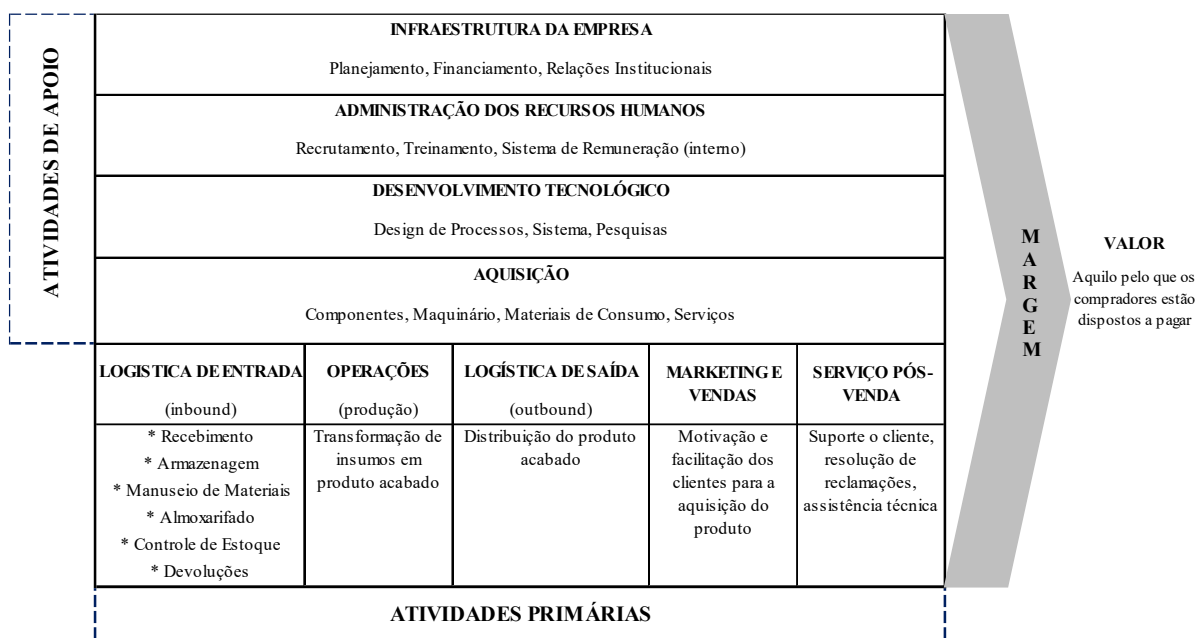 ATIVIDADES DE APOIO
INFRAESTRUTURA DA EMPRESA
Planejamento, Financiamento, Relações Institucionais
ADMINISTRAÇÃO DOS RECURSOS HUMANOS
Recrutamento, Treinamento, Sistema de Remuneração (interno)
DESENVOLVIMENTO TECNOLÓGICO
Design de Processos, Sistema, Pesquisas
AQUISIÇÃO
Componentes, Maquinário, Materiais de Consumo, Serviços
LOGISTICA DE ENTRADA
(inbound)
* Recebimento
* Armazenagem
* Manuseio de Materiais
* Almoxarifado
* Controle de Estoque
* Devoluções
OPERAÇÕES
(produção)
Transformação de
insumos em
produto acabado
LOGÍSTICA DE SAÍDA
(outbound)
Distribuição do produto
acabado
MARKETING E
VENDAS
Motivação e
facilitação dos
clientes para a
aquisição do
produto
SERVIÇO PÓS-
VENDA
Suporte o cliente,
resolução de
reclamações,
assistência técnica
ATIVIDADES PRIMÁRIAS
MARGEM
VALOR
Aquilo pelo que os
compradores estão
dispostos a pagar